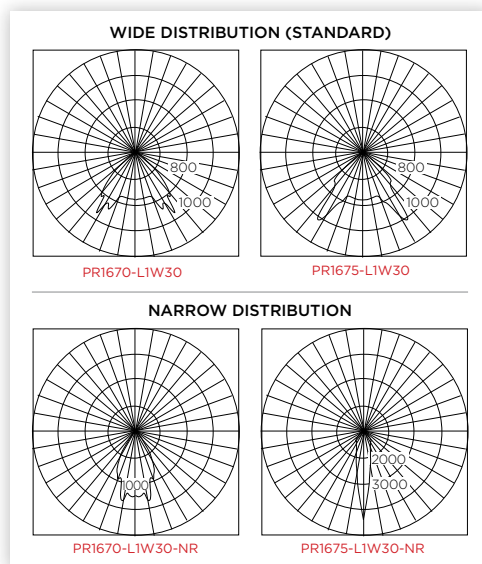 WIDE DISTRIBUTION (STANDARD)
800
1000
PR1670-L1W30
800
1000
PR1675-L1W30
NARROW DISTRIBUTION
1000
PR1670-L1W30-NR
2000
3000
PR1675-L1W30-NR